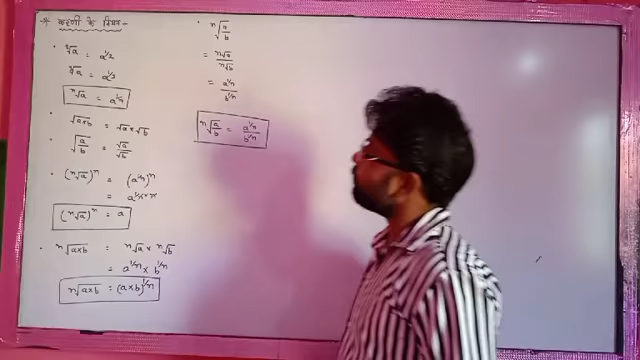 * करणी के नियम -
• ²√a = a^1/2
³√a = a^1/3
ⁿ√a = a^1/n
• √a×b = √a × √b
• √a/b = √a/√b
• (ⁿ√a)ⁿ = (a^1/n)ⁿ
= a^1/n × n
(ⁿ√a)ⁿ = a
• ⁿ√a×b = ⁿ√a × ⁿ√b
= a^1/n × b^1/n
ⁿ√a×b = (a×b)^1/n
• ⁿ√a/b
= ⁿ√a/ⁿ√b
= a^1/n/b^1/n
ⁿ√a/b = a^1/n/b^1/n